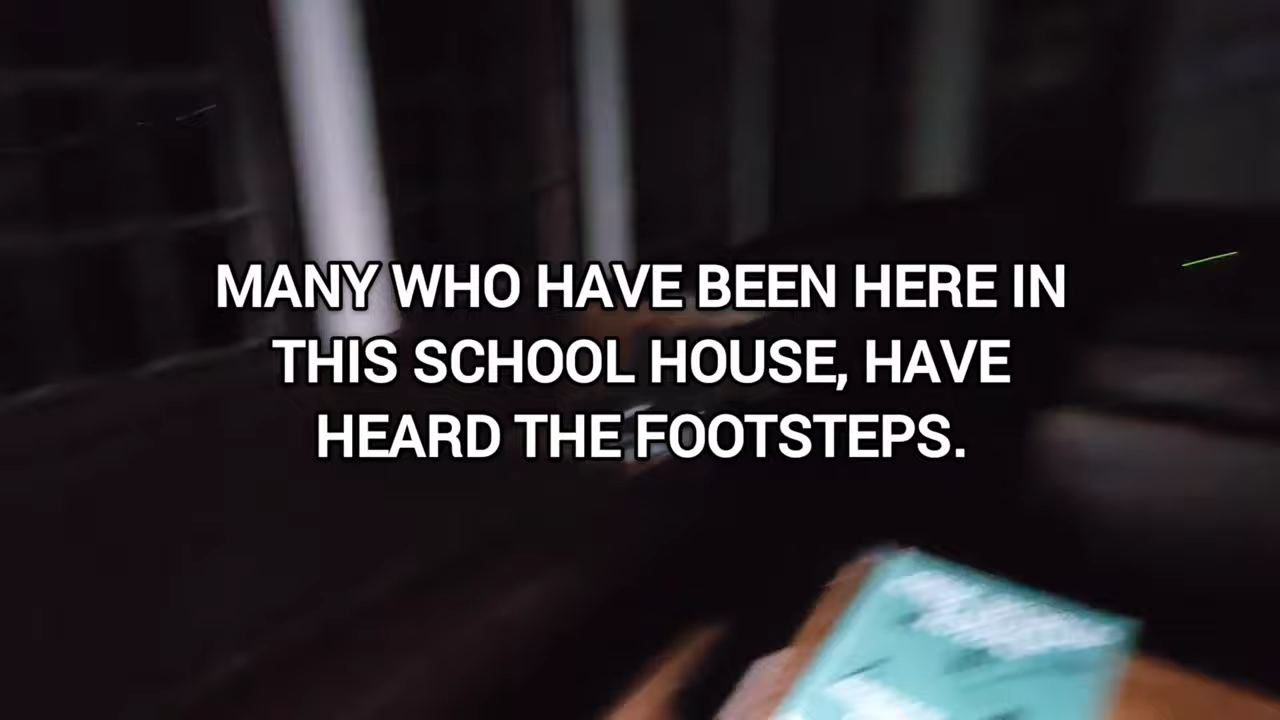 MANY WHO HAVE BEEN HERE IN
THIS SCHOOL HOUSE, HAVE
HEARD THE FOOTSTEPS.